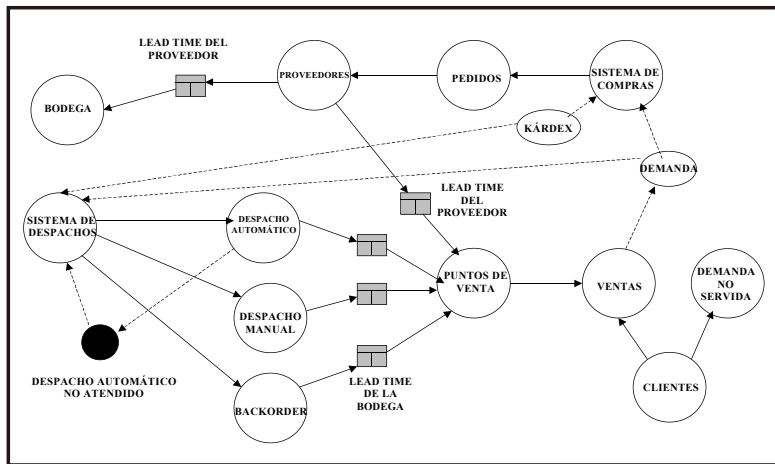 LEAD TIME DEL
PROVEEDOR
BODEGA
PROVEEDORES
PEDIDOS
SISTEMA DE
COMPRAS
KÁRDEX
DEMANDA
LEAD TIME
DEL
PROVEEDOR
SISTEMA DE
DESPACHOS
DESPACHO
AUTOMÁTICO
DESPACHO
MANUAL
PUNTOS DE
VENTA
VENTAS
DEMANDA
NO
SERVIDA
DESPACHO AUTOMÁTICO
NO ATENDIDO
BACKORDER
LEAD TIME
DE LA
BODEGA
CLIENTES